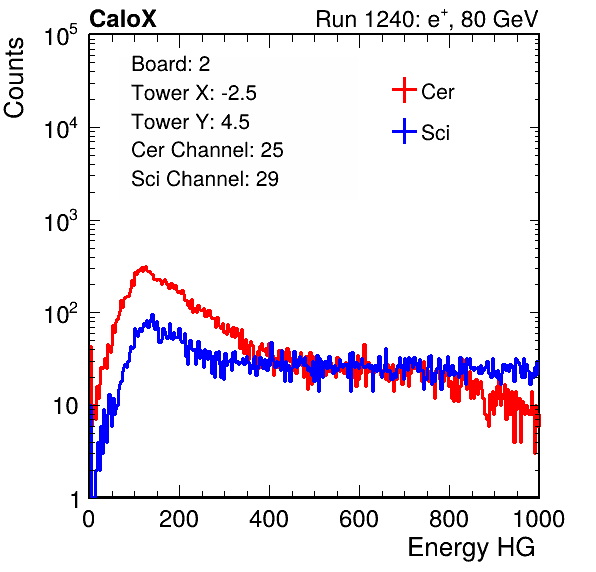 CaloX Run 1240: e⁺, 80 GeV
Counts
10⁵
10⁴
10³
10²
10
1
Board: 2
Tower X: -2.5
Tower Y: 4.5
Cer Channel: 25
Sci Channel: 29
Cer
Sci
0 200 400 600 800 1000
Energy HG